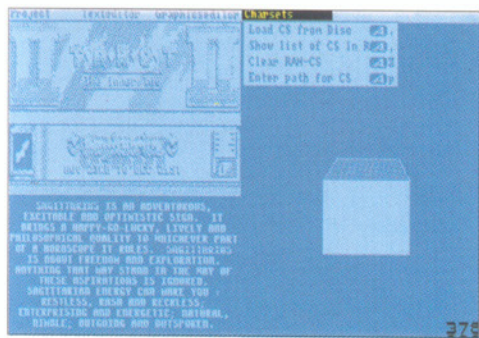 Project Texteditor Graphicseditor Charsets
Load CS from Disc
Show list of CS in
Clear RAM-CS
Enter path for CS
SAGITTARIUS IS AN ADVENTUROUS,
EXCITABLE AND OPTIMISTIC SIGN. IT
BRINGS A HAPPY-GO-LUCKY, LIVELY AND
PHILOSOPHICAL QUALITY TO WHICHEVER PART
OF A HOROSCOPE IT RULES. SAGITTARIUS
IS ABOUT FREEDOM AND EXPLORATION,
ANYTHING THAT MAY STAND IN THE WAY OF
THESE ASPIRATIONS IS IGNORED.
SAGITTARIAN ENERGY CAN MAKE YOU -
RESTLESS, RASH AND RECKLESS;
ENTERPRISING AND ENERGETIC; NATURAL,
NIMBLE; OUTGOING AND OUTSPOKEN.